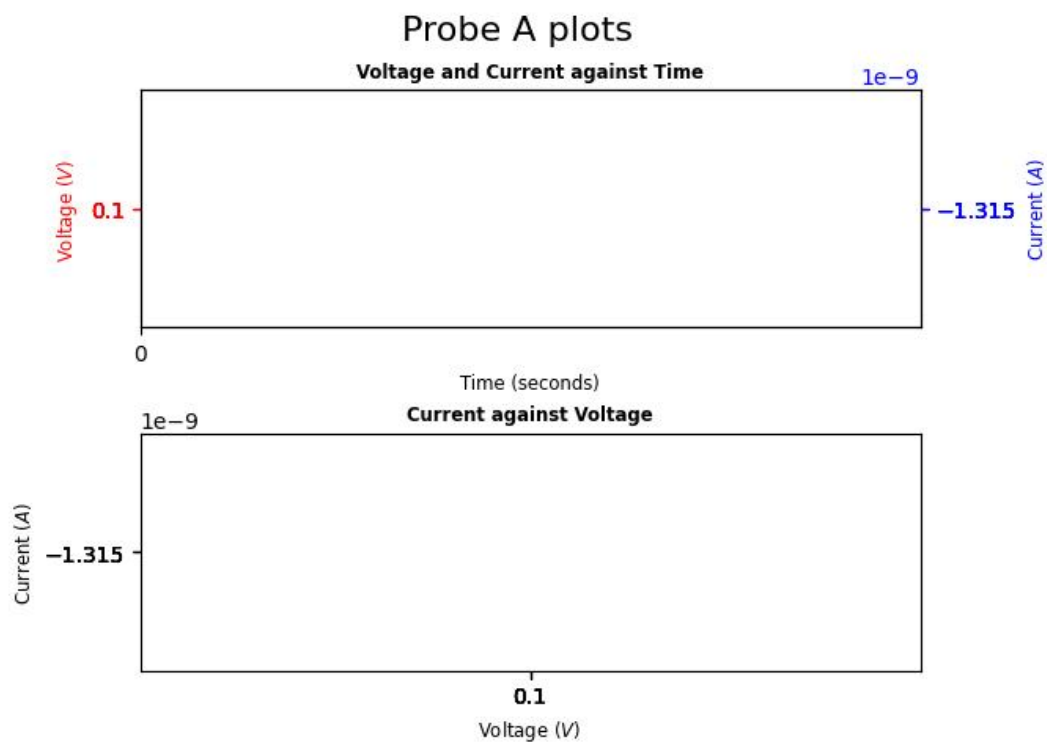 Probe A plots
Voltage and Current against Time
1e−9
Voltage (V)
0.1
−1.315
Current (A)
0
Time (seconds)
Current against Voltage
1e−9
Current (A)
−1.315
0.1
Voltage (V)